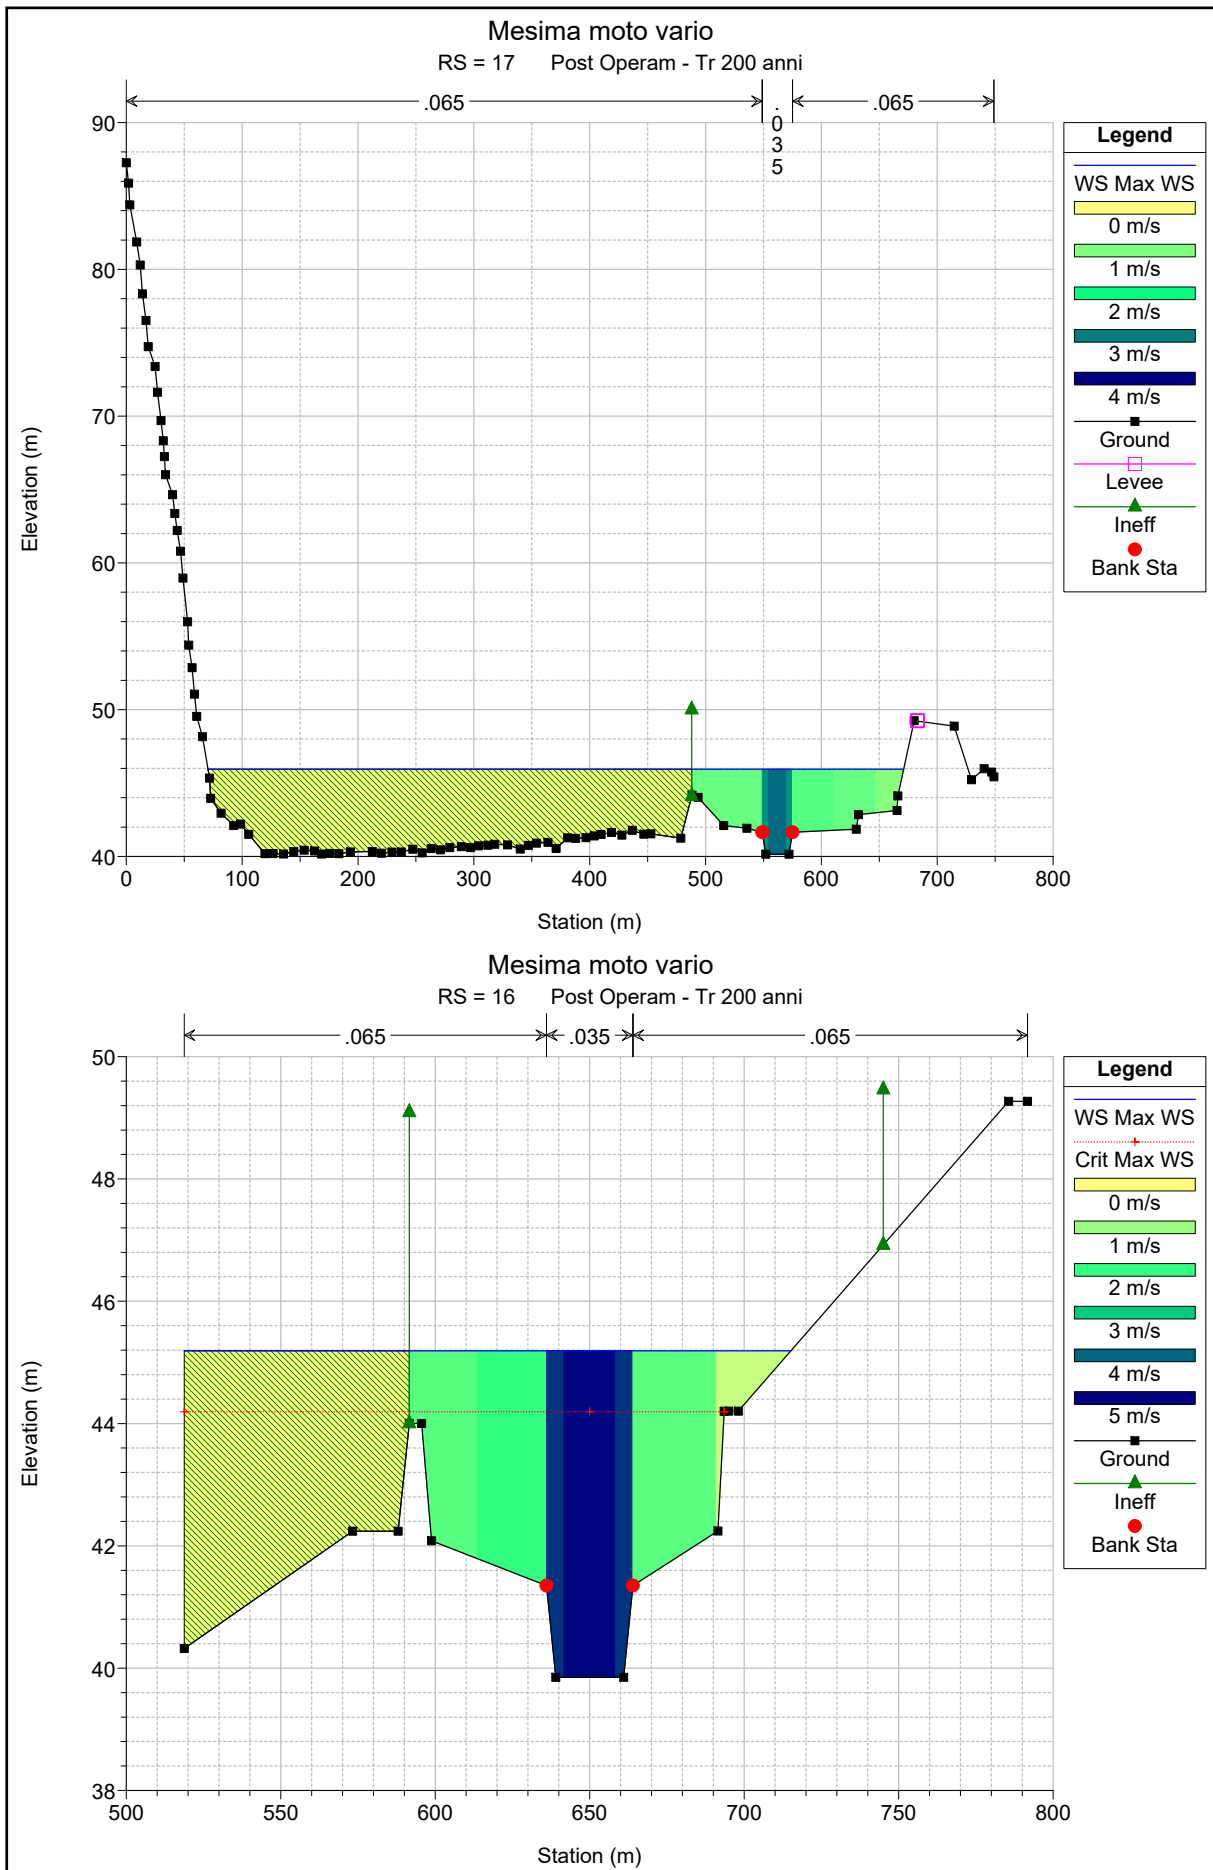 Mesima moto vario
RS = 17 Post Operam - Tr 200 anni
.065 .035 .065
90
80
70
60
50
40
Elevation (m)
0 100 200 300 400 500 600 700 800
Station (m)
Legend
WS Max WS
0 m/s
1 m/s
2 m/s
3 m/s
4 m/s
Ground
Levee
Ineff
Bank Sta
Mesima moto vario
RS = 16 Post Operam - Tr 200 anni
.065 .035 .065
50
48
46
44
42
40
38
Elevation (m)
500 550 600 650 700 750 800
Station (m)
Legend
WS Max WS
Crit Max WS
0 m/s
1 m/s
2 m/s
3 m/s
4 m/s
5 m/s
Ground
Ineff
Bank Sta